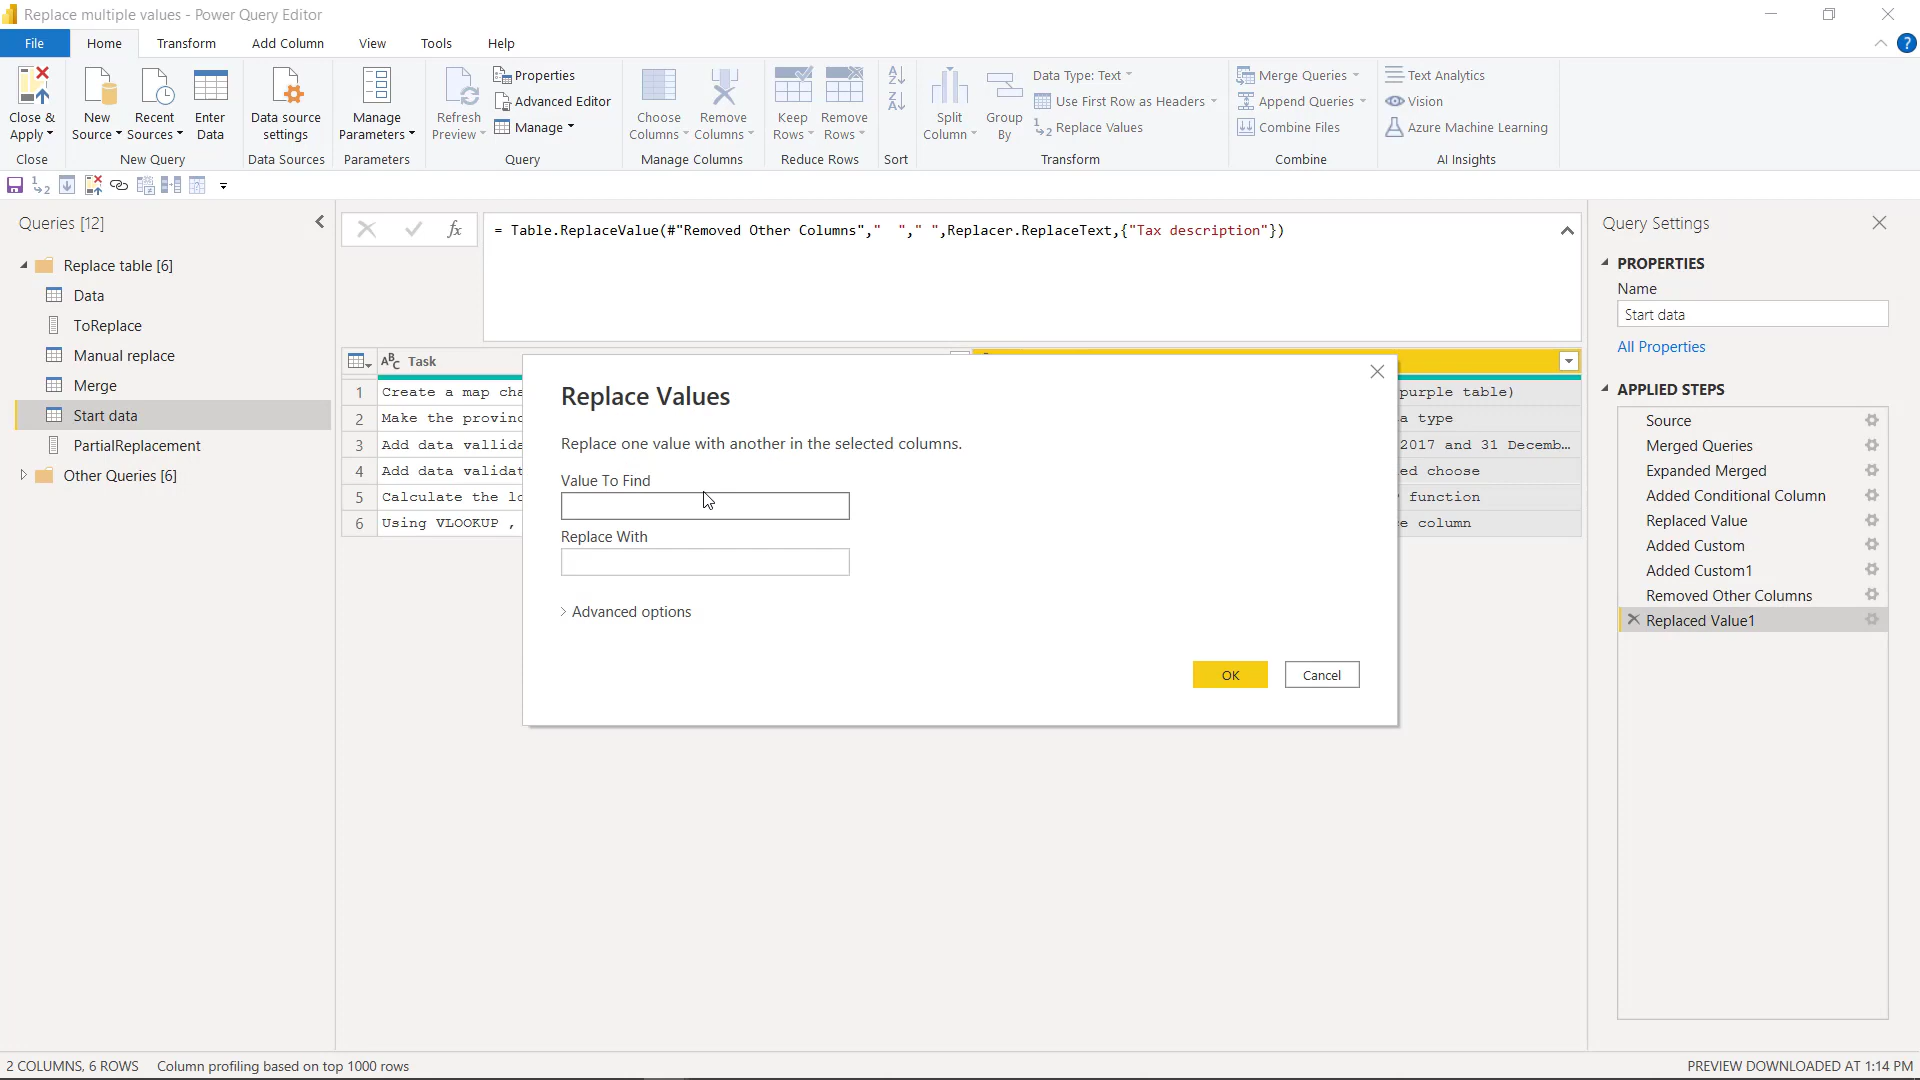 Replace multiple values - Power Query Editor
File Home Transform Add Column View Tools Help
Close & Apply
New Source
Recent Sources
Enter Data
Data source settings
Manage Parameters
Refresh Preview
Properties
Advanced Editor
Manage
Choose Columns
Remove Columns
Keep Rows
Remove Rows
Split Column
Group By
Data Type: Text
Use First Row as Headers
Replace Values
Merge Queries
Append Queries
Combine Files
Text Analytics
Vision
Azure Machine Learning
Close
New Query
Data Sources
Parameters
Query
Manage Columns
Reduce Rows
Sort
Transform
Combine
AI Insights
Queries [12]
Replace table [6]
Data
ToReplace
Manual replace
Merge
Start data
PartialReplacement
Other Queries [6]
fx
= Table.ReplaceValue(#"Removed Other Columns","  "," ",Replacer.ReplaceText,{"Tax description"})
ABC Task
1 Create a map cha
purple table)
2 Make the provinc
a type
3 Add data vallida
2017 and 31 Decemb…
4 Add data validat
ed choose
5 Calculate the lo
function
6 Using VLOOKUP ,
e column
Replace Values
Replace one value with another in the selected columns.
Value To Find
Replace With
Advanced options
OK
Cancel
Query Settings
PROPERTIES
Name
Start data
All Properties
APPLIED STEPS
Source
Merged Queries
Expanded Merged
Added Conditional Column
Replaced Value
Added Custom
Added Custom1
Removed Other Columns
Replaced Value1
2 COLUMNS, 6 ROWS
Column profiling based on top 1000 rows
PREVIEW DOWNLOADED AT 1:14 PM